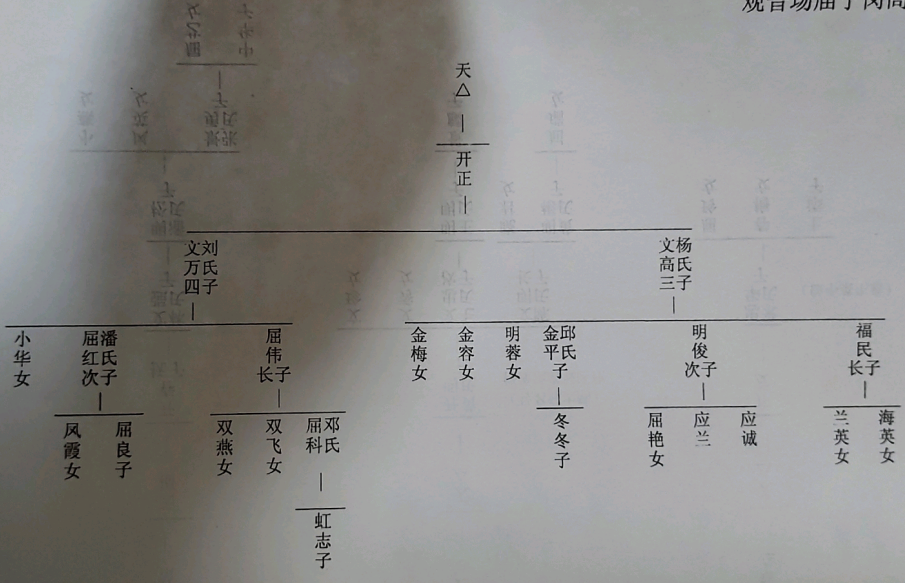 观音场庙子岗
天△
开正
杨氏
文高
三子
刘氏
文万
四子
福民
长子
明俊
次子
邱氏
金平
子
明蓉女
金容女
金梅女
屈伟
长子
潘氏
屈红
次子
小华女
海英女
兰英女
应诚
应兰
屈艳女
冬冬子
邓氏
屈科
双飞女
双燕女
屈良子
凤霞女
虹志子